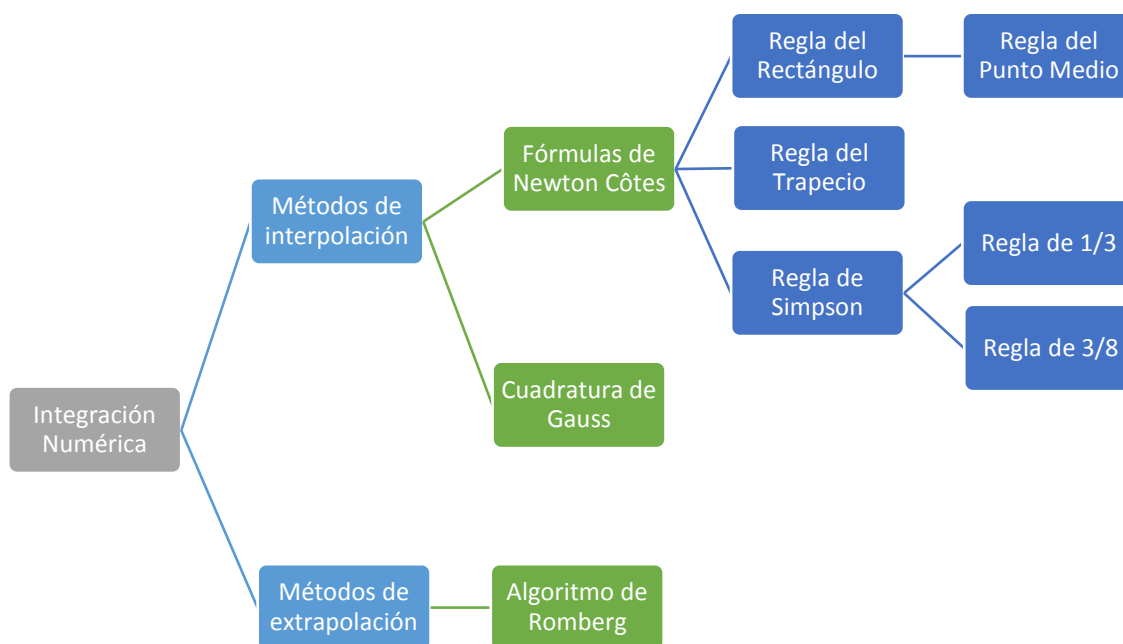 Regla del
Rectángulo
Regla del
Punto Medio
Fórmulas de
Newton Côtes
Regla del
Trapecio
Métodos de
interpolación
Regla de
Simpson
Regla de 1/3
Regla de 3/8
Cuadratura de
Gauss
Integración
Numérica
Métodos de
extrapolación
Algoritmo de
Romberg